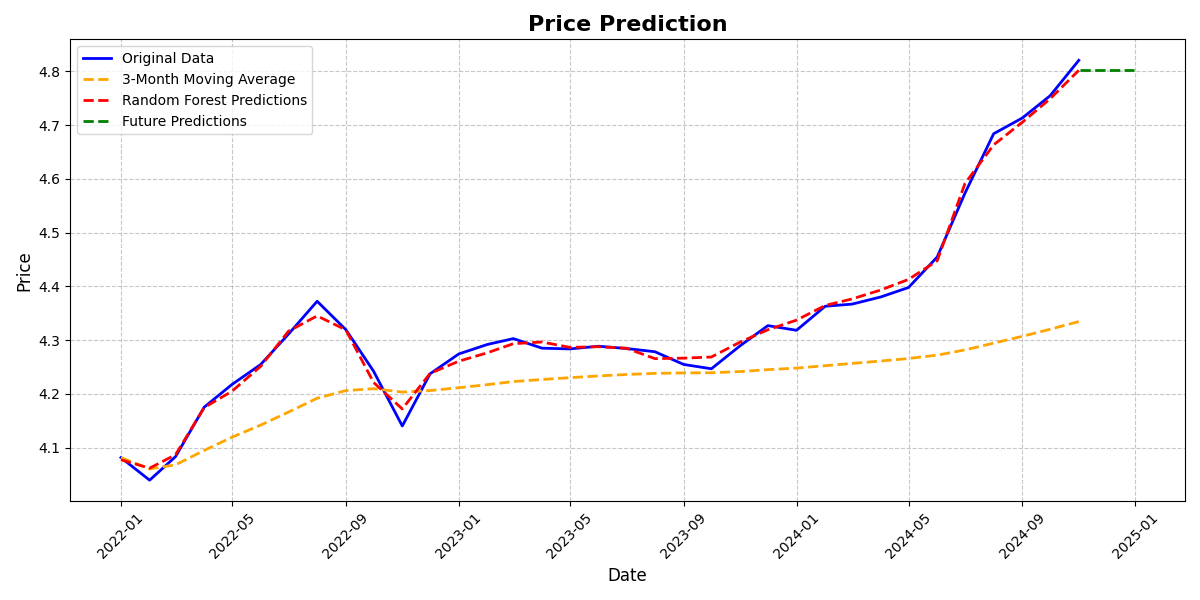 Price Prediction
Original Data
3-Month Moving Average
Random Forest Predictions
Future Predictions
Price
4.8
4.7
4.6
4.5
4.4
4.3
4.2
4.1
2022-01
2022-05
2022-09
2023-01
2023-05
2023-09
2024-01
2024-05
2024-09
2025-01
Date